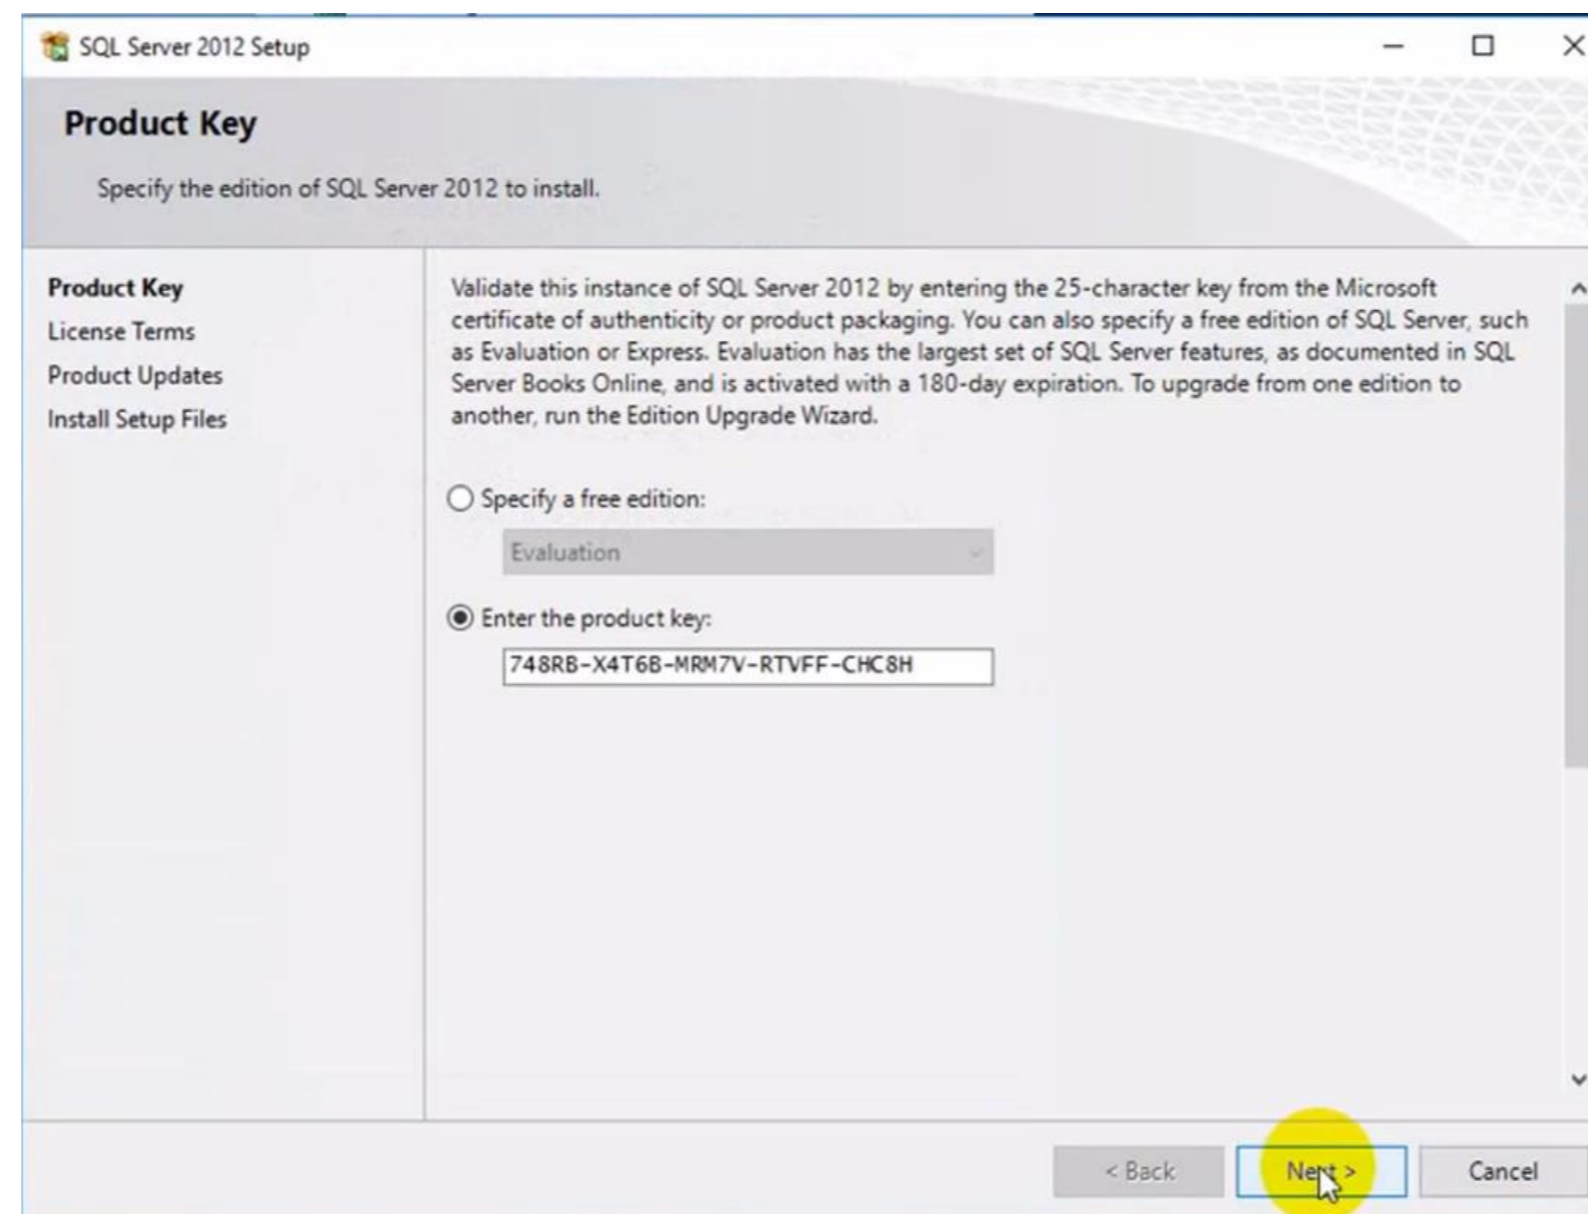 SQL Server 2012 Setup
Product Key
Specify the edition of SQL Server 2012 to install.
Product Key
License Terms
Product Updates
Install Setup Files
Validate this instance of SQL Server 2012 by entering the 25-character key from the Microsoft
certificate of authenticity or product packaging. You can also specify a free edition of SQL Server, such
as Evaluation or Express. Evaluation has the largest set of SQL Server features, as documented in SQL
Server Books Online, and is activated with a 180-day expiration. To upgrade from one edition to
another, run the Edition Upgrade Wizard.
Specify a free edition:
Evaluation
Enter the product key:
748RB-X4T6B-MRM7V-RTVFF-CHC8H
< Back
Next >
Cancel